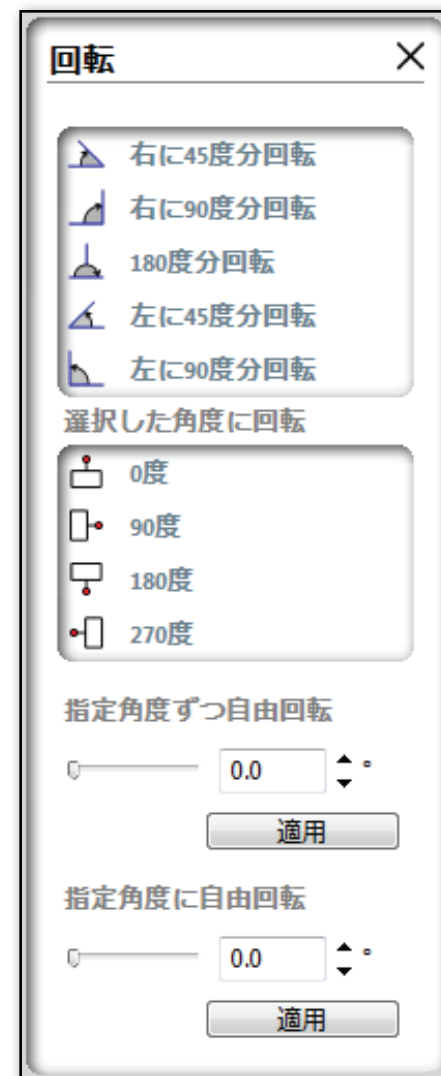 回転
右に45度分回転
右に90度分回転
180度分回転
左に45度分回転
左に90度分回転
選択した角度に回転
0度
90度
180度
270度
指定角度ずつ自由回転
0.0 °
適用
指定角度に自由回転
0.0 °
適用